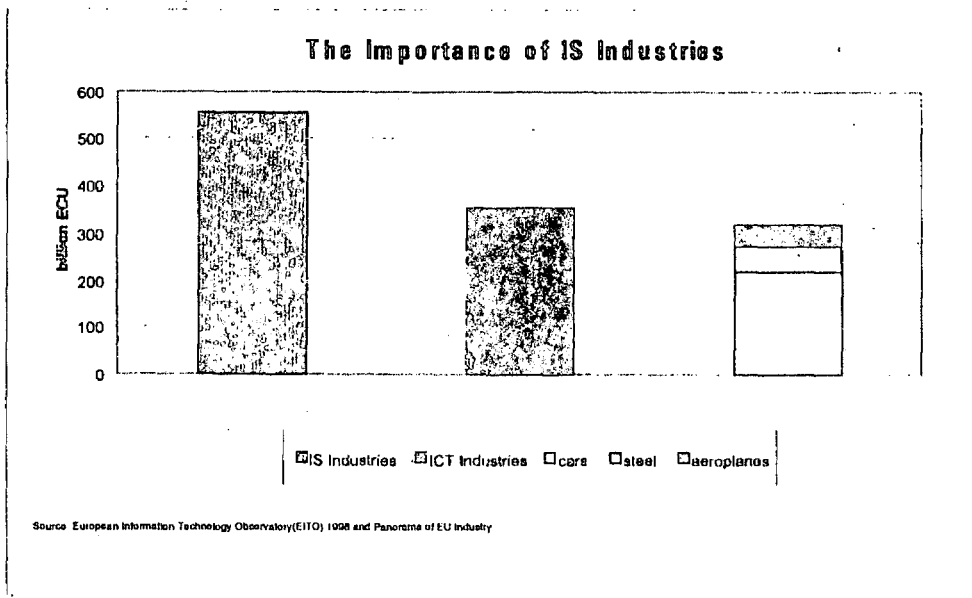 The Importance of IS Industries
600
500
400
300
200
100
0
billion ECU
IS Industries ICT Industries cars steel aeroplanes
Source European Information Technology Observatory(EITO) 1998 and Panorama of EU Industry